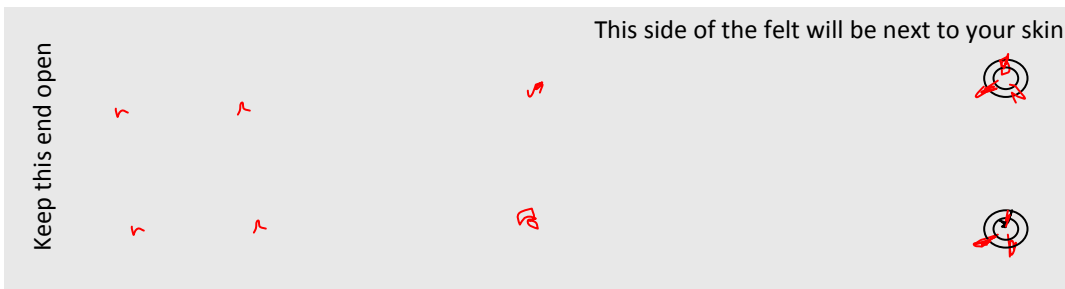 This side of the felt will be next to your skin
Keep this end open